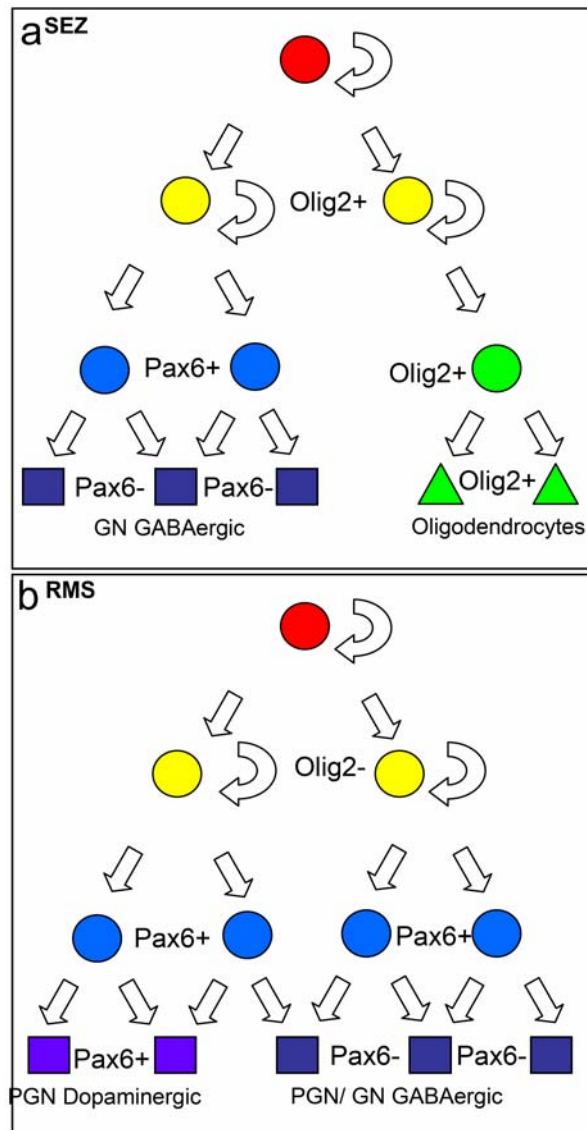 a SEZ
Olig2+
Pax6+
Olig2+
Pax6- Pax6- Olig2+
GN GABAergic Oligodendrocytes
b RMS
Olig2-
Pax6+ Pax6+
Pax6+ Pax6- Pax6-
PGN Dopaminergic PGN/ GN GABAergic